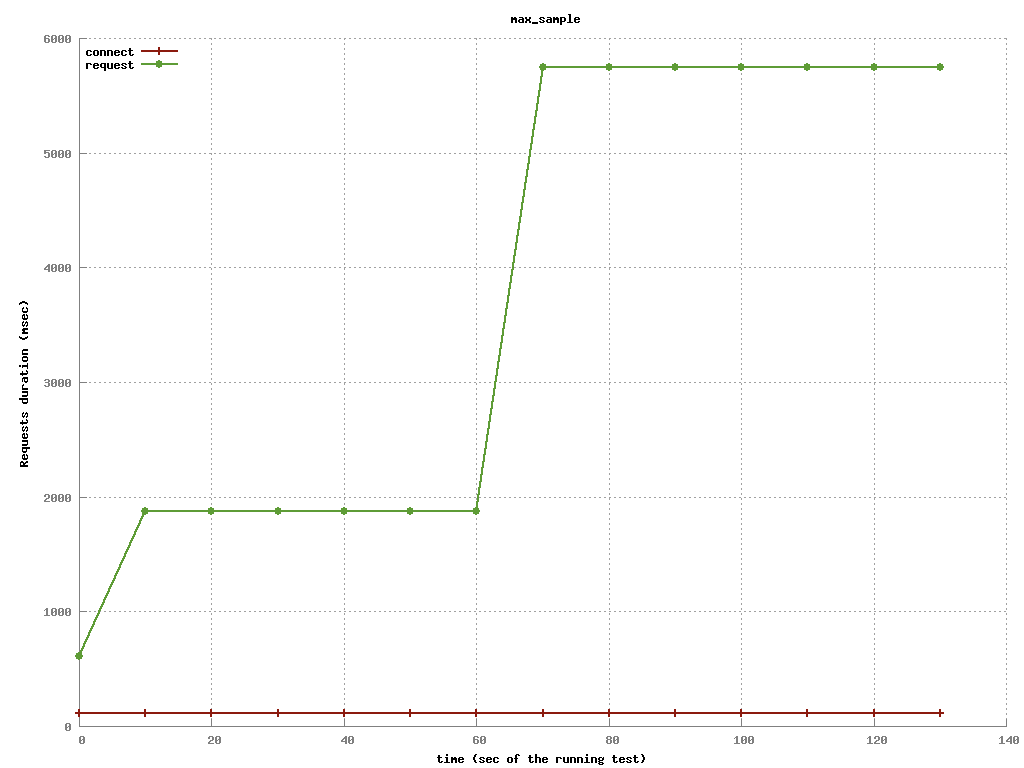 max_sample
connect
request
6000
5000
4000
3000
2000
1000
0
Requests duration (msec)
0 20 40 60 80 100 120 140
time (sec of the running test)